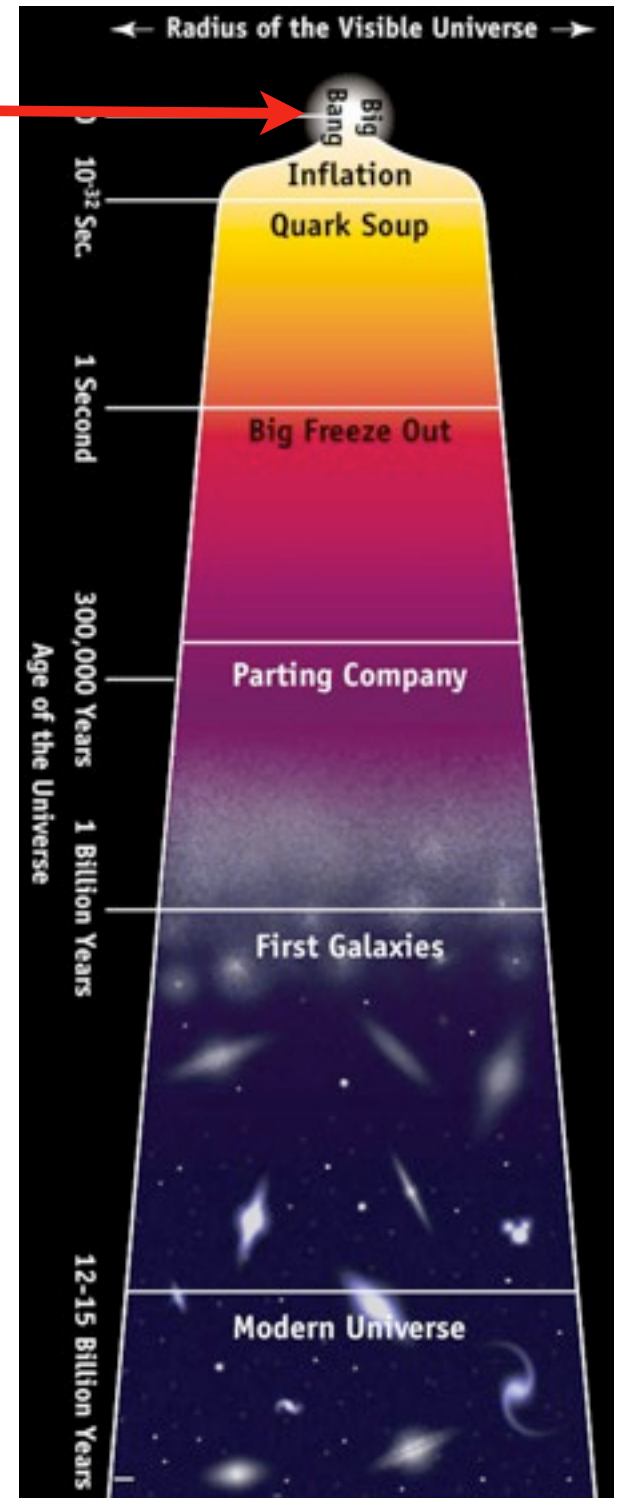 Radius of the Visible Universe
Big
Bang
0
Inflation
10-32 Sec.
Quark Soup
1 Second
Big Freeze Out
300,000 Years
Parting Company
Age of the Universe
1 Billion Years
First Galaxies
12-15 Billion Years
Modern Universe